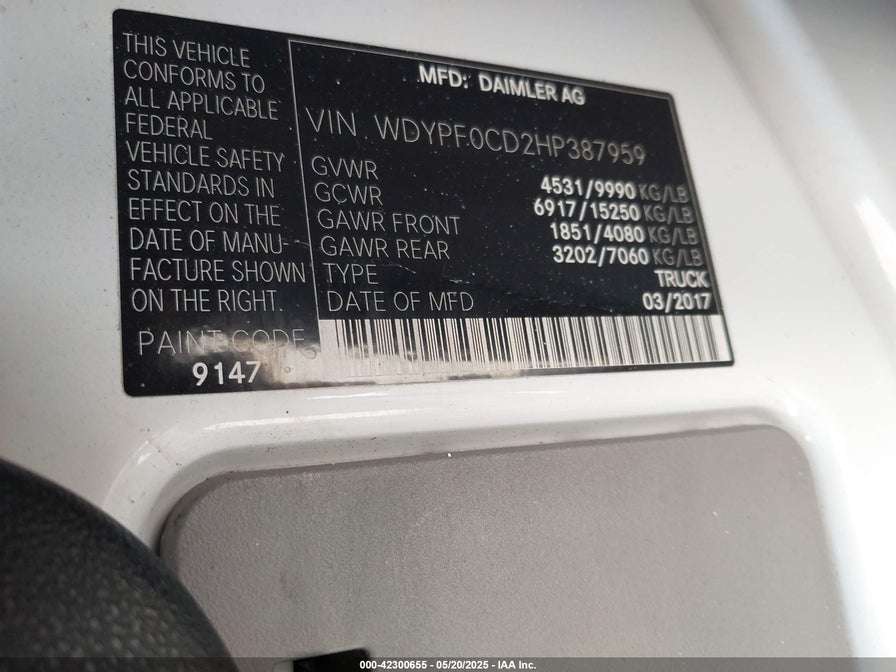 THIS VEHICLE
CONFORMS TO
ALL APPLICABLE
FEDERAL
VEHICLE SAFETY
STANDARDS IN
EFFECT ON THE
DATE OF MANU-
FACTURE SHOWN
ON THE RIGHT
PAINT CODE
9147
MFD: DAIMLER AG
VIN WDYPF0CD2HP387959
GVWR 4531/9990 KG/LB
GCWR 6917/15250 KG/LB
GAWR FRONT 1851/4080 KG/LB
GAWR REAR 3202/7060 KG/LB
TYPE TRUCK
DATE OF MFD 03/2017
000-42300655 - 05/20/2025 - IAA Inc.